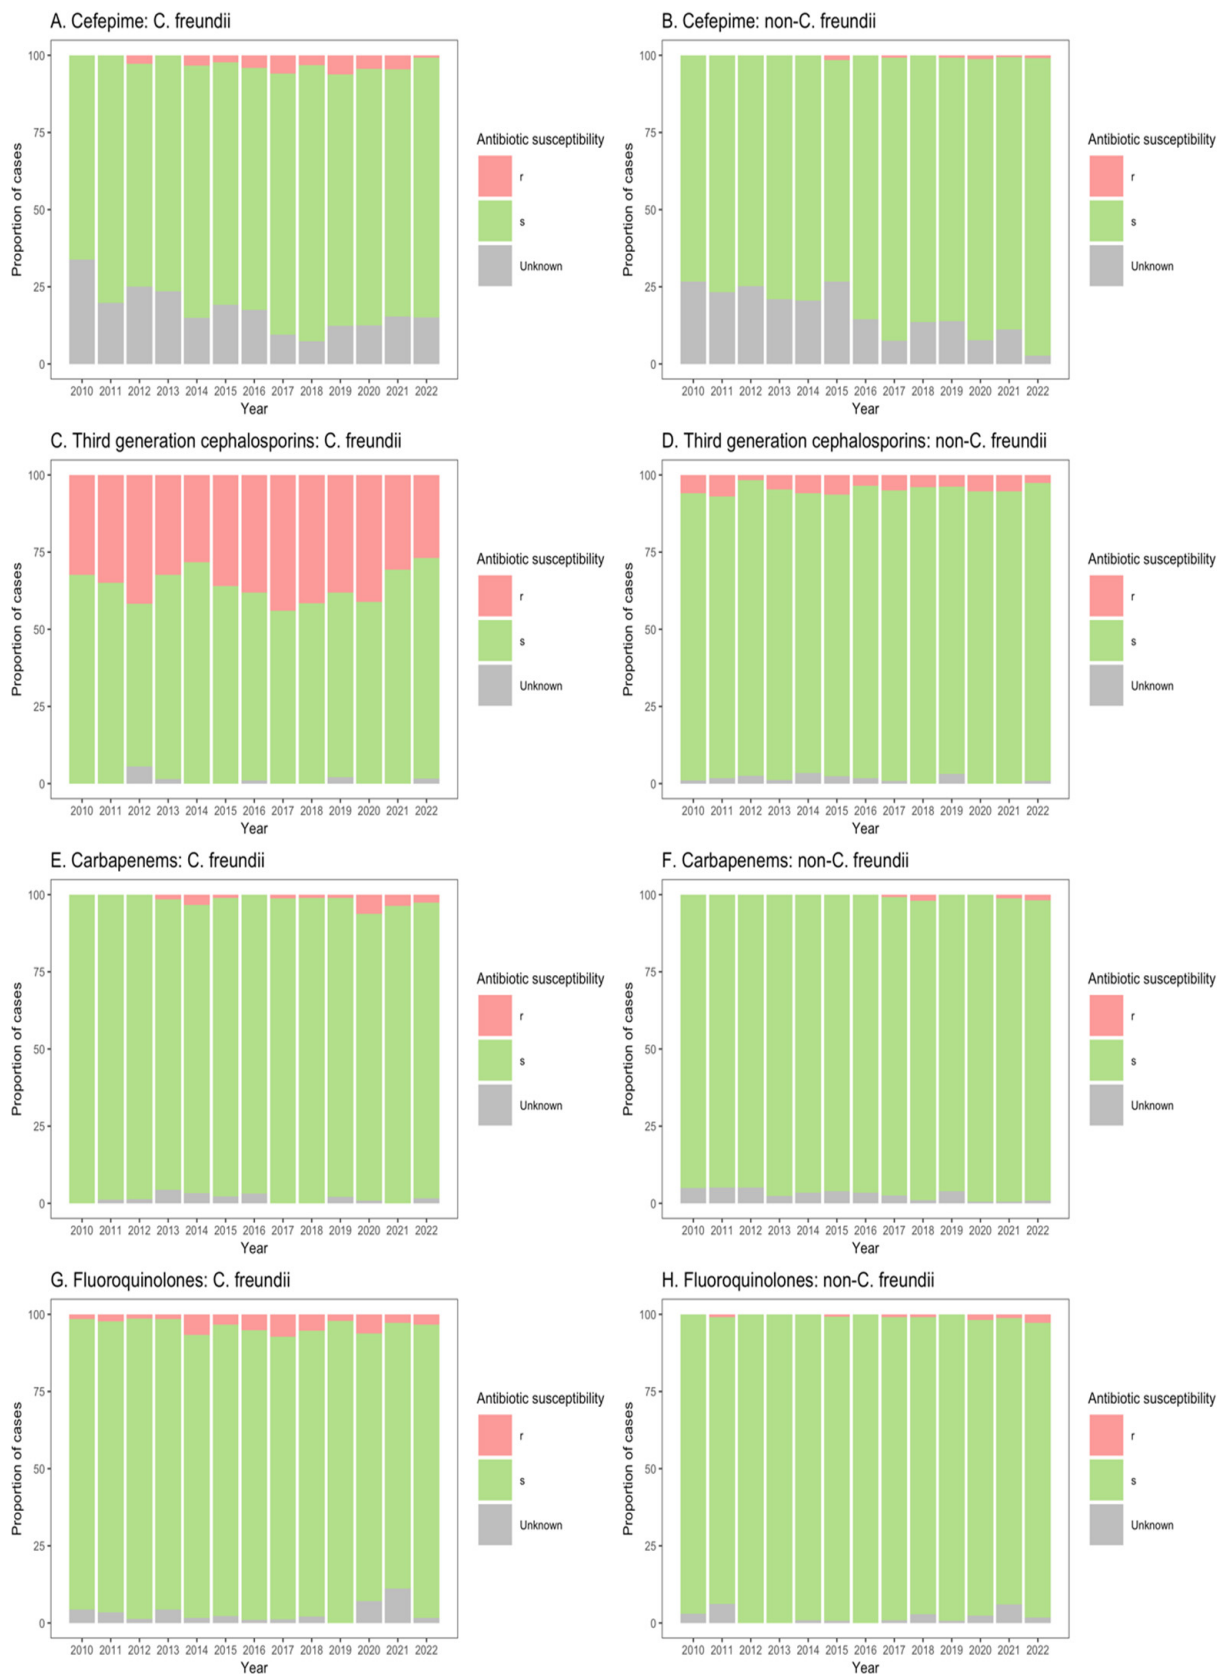 A. Cefepime: C. freundii
Proportion of cases
100
75
50
25
0
2010 2011 2012 2013 2014 2015 2016 2017 2018 2019 2020 2021 2022
Year
Antibiotic susceptibility
r
s
Unknown
B. Cefepime: non-C. freundii
Proportion of cases
100
75
50
25
0
2010 2011 2012 2013 2014 2015 2016 2017 2018 2019 2020 2021 2022
Year
Antibiotic susceptibility
r
s
Unknown
C. Third generation cephalosporins: C. freundii
Proportion of cases
100
75
50
25
0
2010 2011 2012 2013 2014 2015 2016 2017 2018 2019 2020 2021 2022
Year
Antibiotic susceptibility
r
s
Unknown
D. Third generation cephalosporins: non-C. freundii
Proportion of cases
100
75
50
25
0
2010 2011 2012 2013 2014 2015 2016 2017 2018 2019 2020 2021 2022
Year
Antibiotic susceptibility
r
s
Unknown
E. Carbapenems: C. freundii
Proportion of cases
100
75
50
25
0
2010 2011 2012 2013 2014 2015 2016 2017 2018 2019 2020 2021 2022
Year
Antibiotic susceptibility
r
s
Unknown
F. Carbapenems: non-C. freundii
Proportion of cases
100
75
50
25
0
2010 2011 2012 2013 2014 2015 2016 2017 2018 2019 2020 2021 2022
Year
Antibiotic susceptibility
r
s
Unknown
G. Fluoroquinolones: C. freundii
Proportion of cases
100
75
50
25
0
2010 2011 2012 2013 2014 2015 2016 2017 2018 2019 2020 2021 2022
Year
Antibiotic susceptibility
r
s
Unknown
H. Fluoroquinolones: non-C. freundii
Proportion of cases
100
75
50
25
0
2010 2011 2012 2013 2014 2015 2016 2017 2018 2019 2020 2021 2022
Year
Antibiotic susceptibility
r
s
Unknown